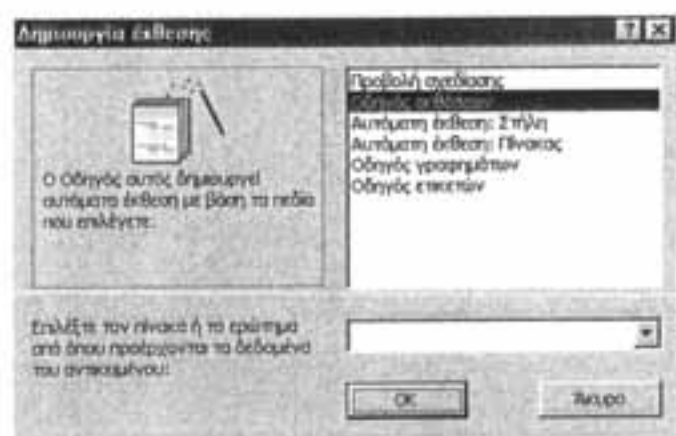 Δημιουργία έκθεσης
Ο Οδηγός αυτός δημιουργεί
αυτόματα έκθεση με βάση τα πεδία
που επιλέγετε.
Προβολή σχεδίασης
Οδηγός εκθέσεων
Αυτόματη έκθεση: Στήλη
Αυτόματη έκθεση: Πίνακας
Οδηγός γραφημάτων
Οδηγός ετικετών
Επιλέξτε τον πίνακα ή το ερώτημα
από όπου προέρχονται τα δεδομένα
του αντικειμένου:
OK
Άκυρο